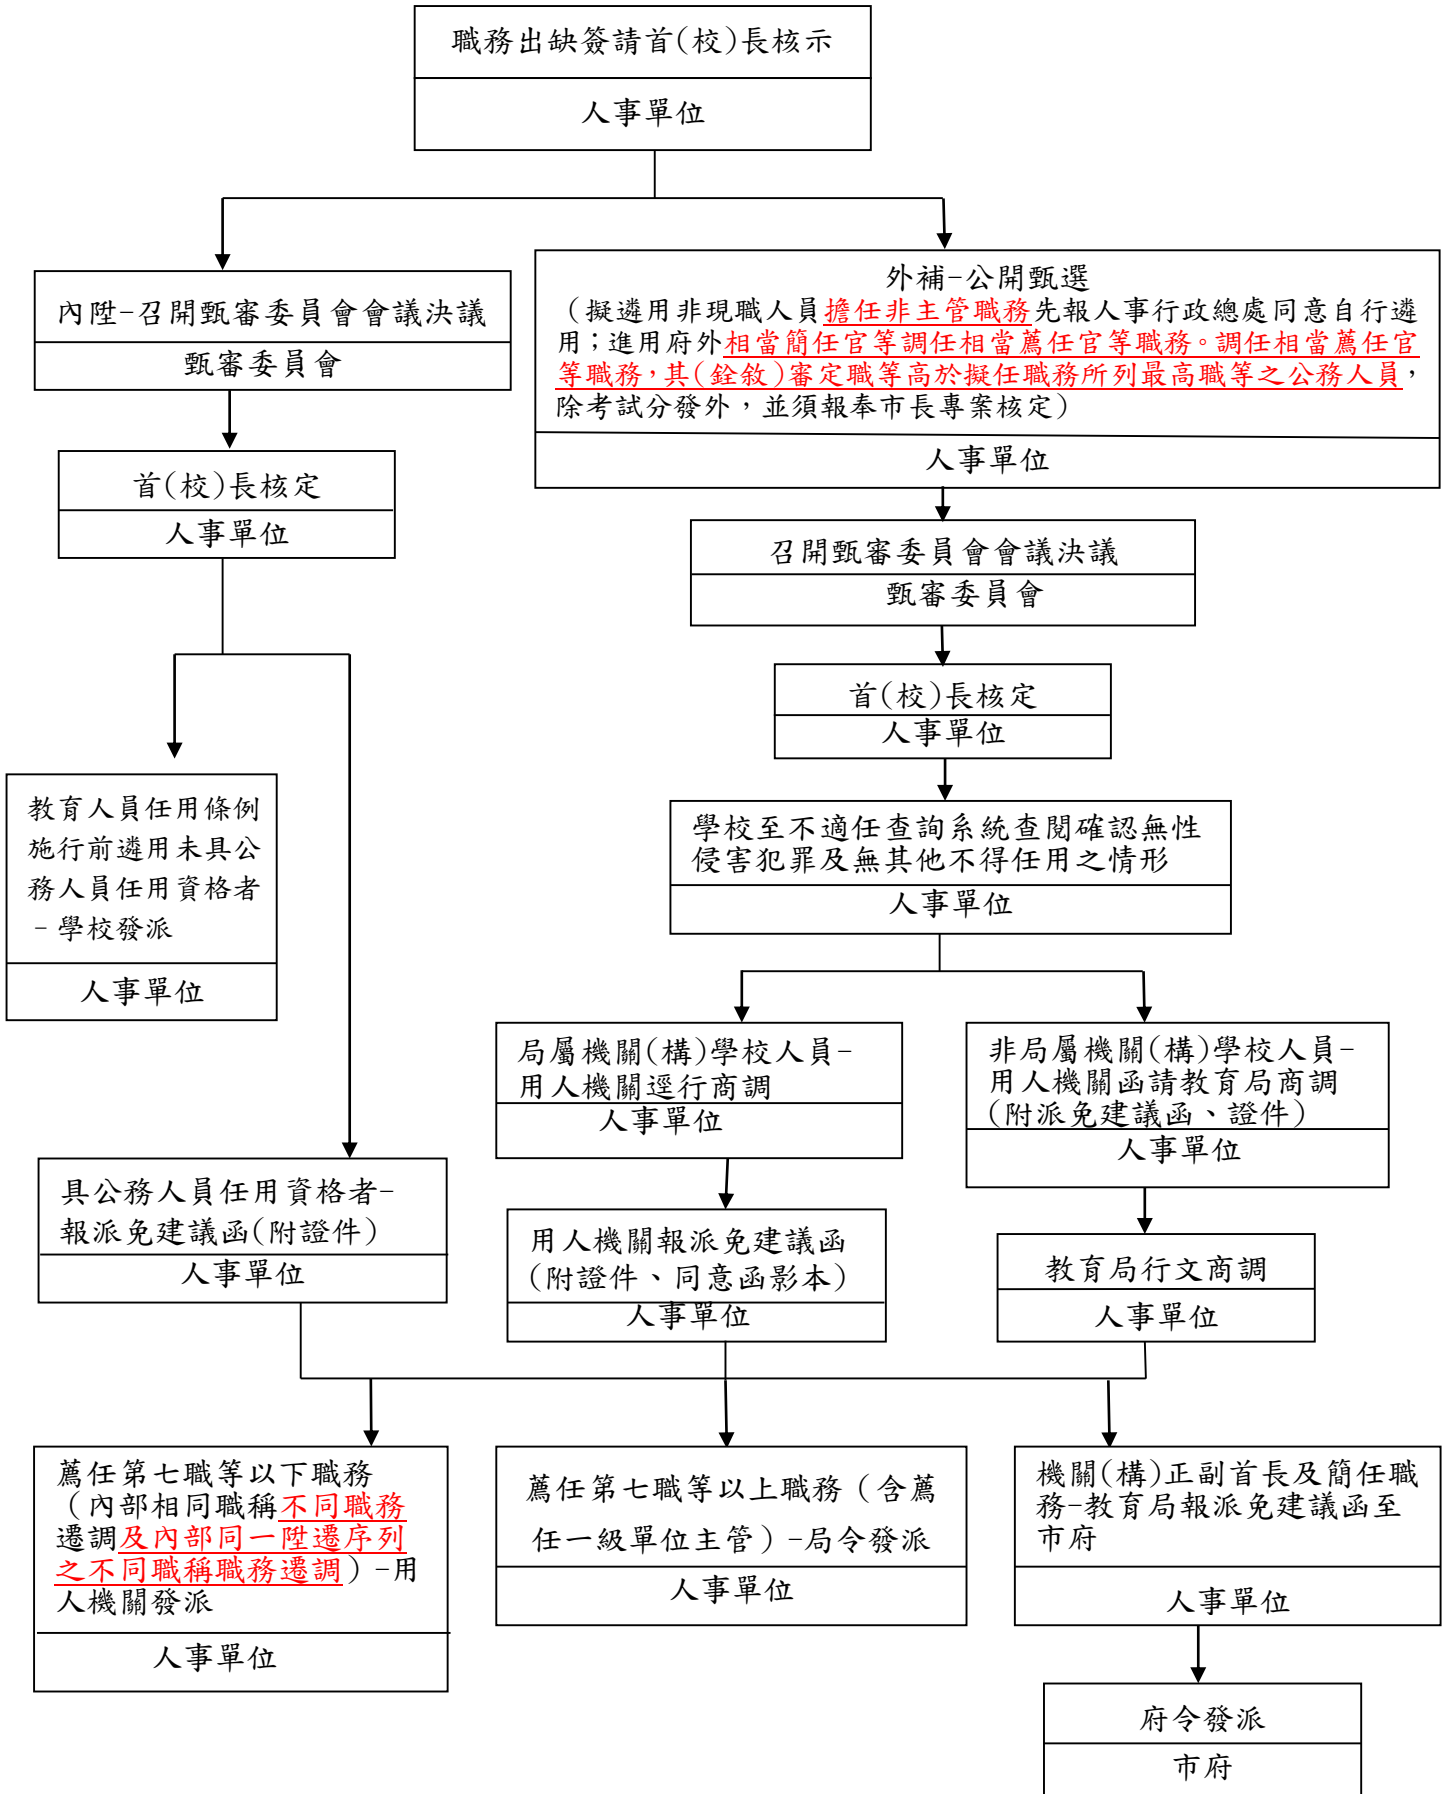 職務出缺簽請首(校)長核示
人事單位
內陞-召開甄審委員會會議決議
甄審委員會
外補-公開甄選
（擬遴用非現職人員擔任非主管職務先報人事行政總處同意自行遴
用；進用府外相當簡任官等調任相當薦任官等職務。調任相當薦任官
等職務，其(銓敘)審定職等高於擬任職務所列最高職等之公務人員，
除考試分發外，並須報奉市長專案核定）
人事單位
首(校)長核定
人事單位
召開甄審委員會會議決議
甄審委員會
首(校)長核定
人事單位
教育人員任用條例
施行前遴用未具公
務人員任用資格者
-學校發派
人事單位
學校至不適任查詢系統查閱確認無性
侵害犯罪及無其他不得任用之情形
人事單位
局屬機關(構)學校人員-
用人機關逕行商調
人事單位
非局屬機關(構)學校人員-
用人機關函請教育局商調
(附派免建議函、證件)
人事單位
具公務人員任用資格者-
報派免建議函(附證件)
人事單位
用人機關報派免建議函
(附證件、同意函影本)
人事單位
教育局行文商調
人事單位
薦任第七職等以下職務
（內部相同職稱不同職務
遷調及內部同一陞遷序列
之不同職稱職務遷調）-用
人機關發派
人事單位
薦任第七職等以上職務（含薦
任一級單位主管）-局令發派
人事單位
機關(構)正副首長及簡任職
務-教育局報派免建議函至
市府
人事單位
府令發派
市府